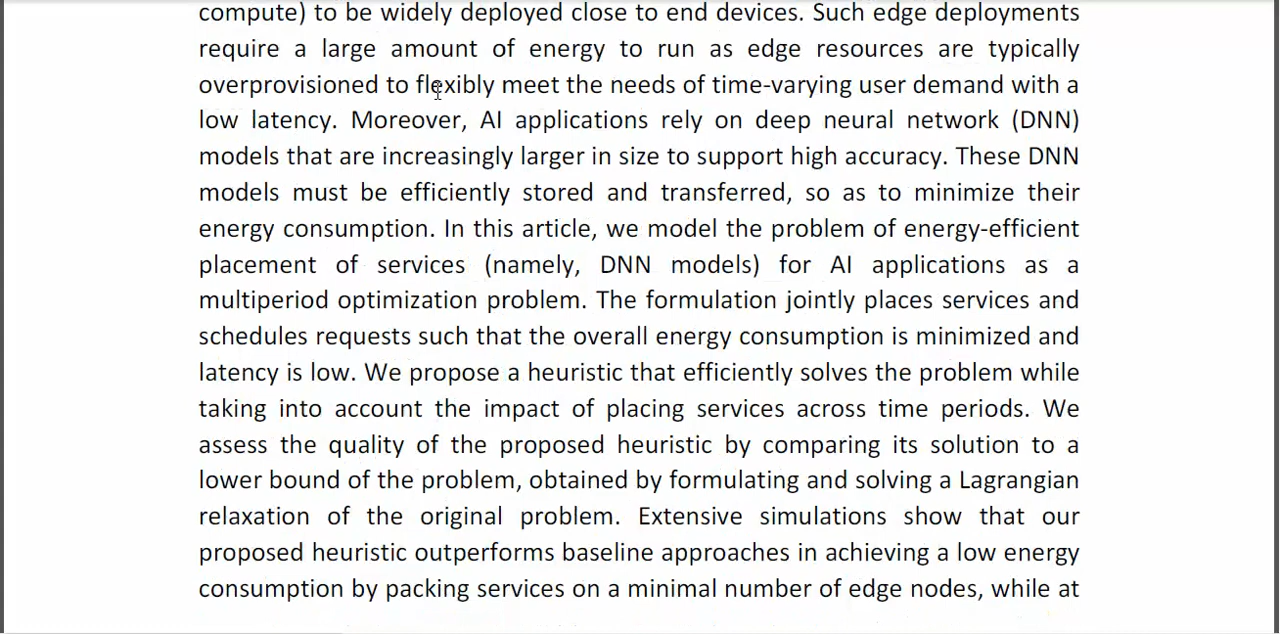 compute) to be widely deployed close to end devices. Such edge deployments
require a large amount of energy to run as edge resources are typically
overprovisioned to flexibly meet the needs of time-varying user demand with a
low latency. Moreover, AI applications rely on deep neural network (DNN)
models that are increasingly larger in size to support high accuracy. These DNN
models must be efficiently stored and transferred, so as to minimize their
energy consumption. In this article, we model the problem of energy-efficient
placement of services (namely, DNN models) for AI applications as a
multiperiod optimization problem. The formulation jointly places services and
schedules requests such that the overall energy consumption is minimized and
latency is low. We propose a heuristic that efficiently solves the problem while
taking into account the impact of placing services across time periods. We
assess the quality of the proposed heuristic by comparing its solution to a
lower bound of the problem, obtained by formulating and solving a Lagrangian
relaxation of the original problem. Extensive simulations show that our
proposed heuristic outperforms baseline approaches in achieving a low energy
consumption by packing services on a minimal number of edge nodes, while at